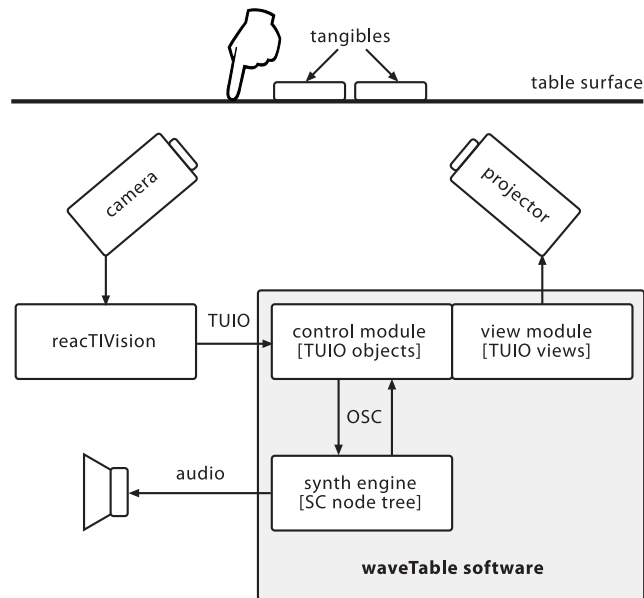 tangibles
table surface
camera
projector
TUIO
reacTIVision
control module
[TUIO objects]
view module
[TUIO views]
OSC
audio
synth engine
[SC node tree]
waveTable software